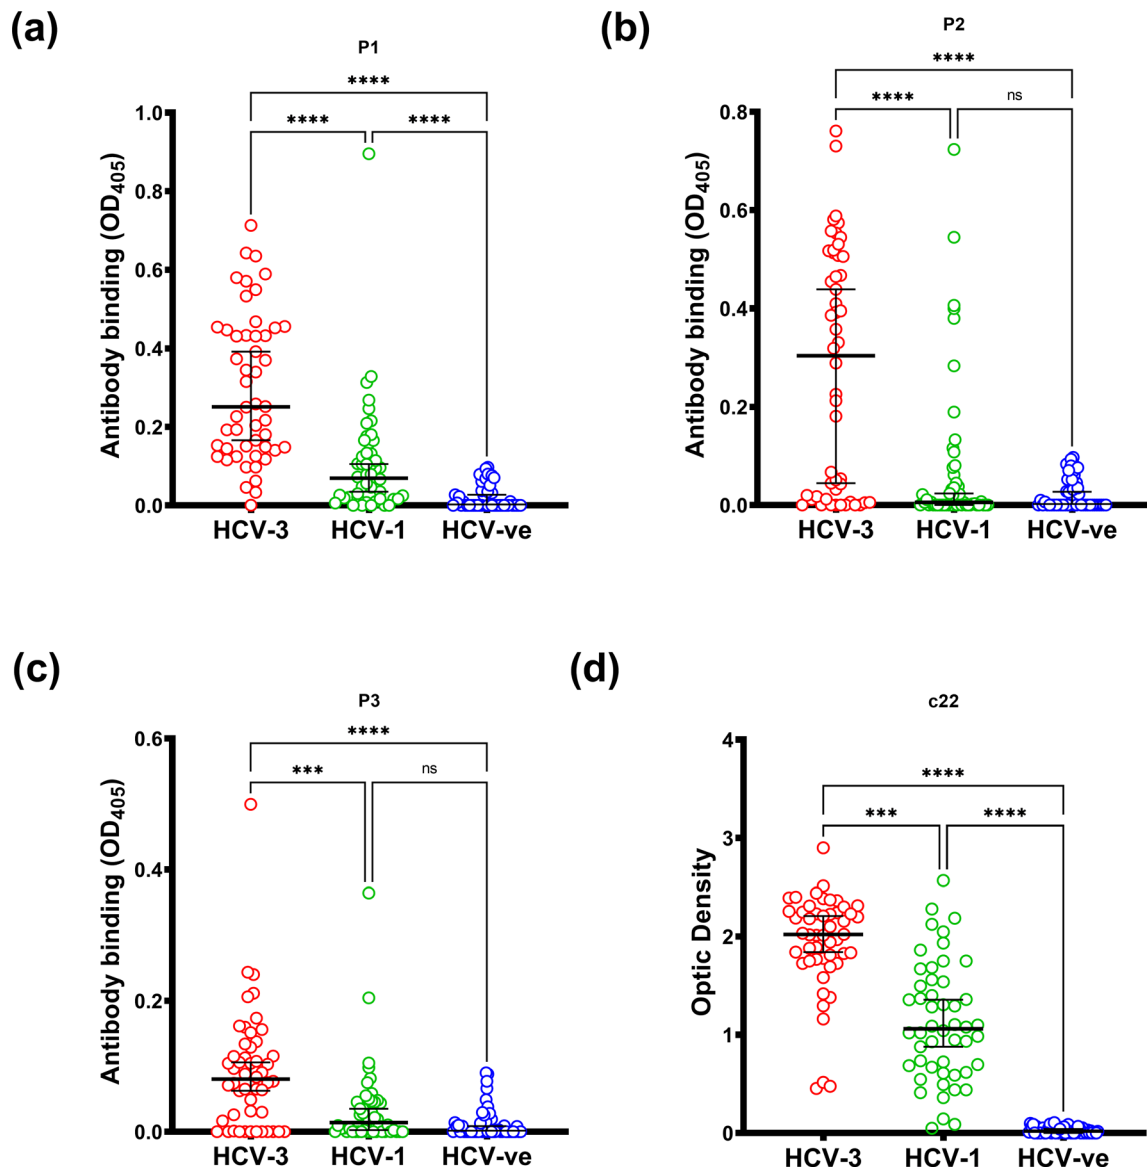 (a)
P1
****
**** ****
Antibody binding (OD405)
1.0
0.8
0.6
0.4
0.2
0.0
HCV-3 HCV-1 HCV-ve
(b)
P2
****
**** ns
Antibody binding (OD405)
0.8
0.6
0.4
0.2
0.0
HCV-3 HCV-1 HCV-ve
(c)
P3
****
*** ns
Antibody binding (OD405)
0.6
0.4
0.2
0.0
HCV-3 HCV-1 HCV-ve
(d)
c22
****
*** ****
Optic Density
4
3
2
1
0
HCV-3 HCV-1 HCV-ve